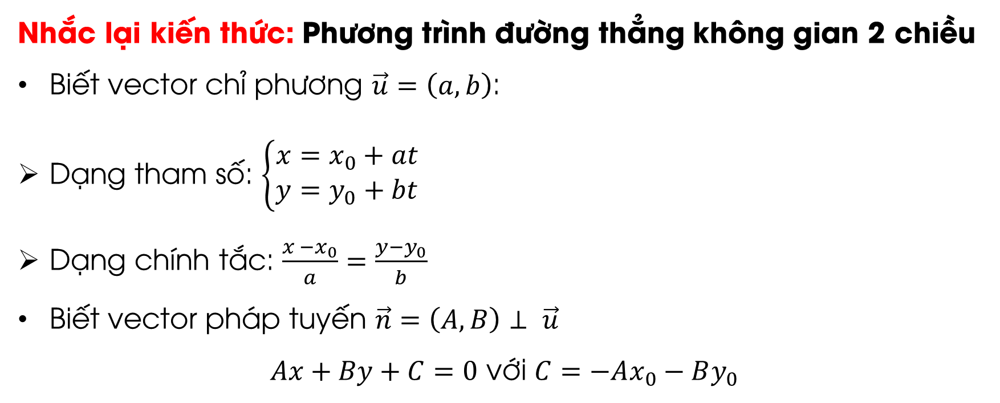 Nhắc lại kiến thức: Phương trình đường thẳng không gian 2 chiều
• Biết vector chỉ phương $\vec{u} = (a, b)$:
➢ Dạng tham số: $\begin{cases} x = x_0 + at \\ y = y_0 + bt \end{cases}$
➢ Dạng chính tắc: $\frac{x - x_0}{a} = \frac{y - y_0}{b}$
• Biết vector pháp tuyến $\vec{n} = (A, B) \perp \vec{u}$
$Ax + By + C = 0$ với $C = -Ax_0 - By_0$